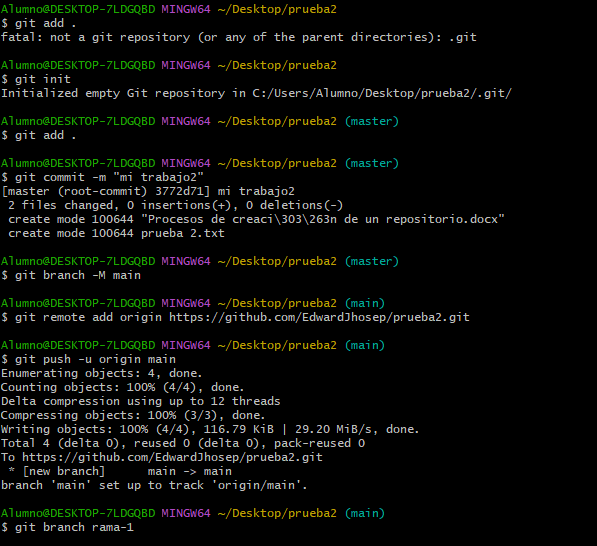 Alumno@DESKTOP-7LDGQBD MINGW64 ~/Desktop/prueba2
$ git add .
fatal: not a git repository (or any of the parent directories): .git
Alumno@DESKTOP-7LDGQBD MINGW64 ~/Desktop/prueba2
$ git init
Initialized empty Git repository in C:/Users/Alumno/Desktop/prueba2/.git/
Alumno@DESKTOP-7LDGQBD MINGW64 ~/Desktop/prueba2 (master)
$ git add .
Alumno@DESKTOP-7LDGQBD MINGW64 ~/Desktop/prueba2 (master)
$ git commit -m "mi trabajo2"
[master (root-commit) 3772d71] mi trabajo2
 2 files changed, 0 insertions(+), 0 deletions(-)
 create mode 100644 "Procesos de creaci\303\263n de un repositorio.docx"
 create mode 100644 prueba 2.txt
Alumno@DESKTOP-7LDGQBD MINGW64 ~/Desktop/prueba2 (master)
$ git branch -M main
Alumno@DESKTOP-7LDGQBD MINGW64 ~/Desktop/prueba2 (main)
$ git remote add origin https://github.com/EdwardJhosep/prueba2.git
Alumno@DESKTOP-7LDGQBD MINGW64 ~/Desktop/prueba2 (main)
$ git push -u origin main
Enumerating objects: 4, done.
Counting objects: 100% (4/4), done.
Delta compression using up to 12 threads
Compressing objects: 100% (3/3), done.
Writing objects: 100% (4/4), 116.79 KiB | 29.20 MiB/s, done.
Total 4 (delta 0), reused 0 (delta 0), pack-reused 0
To https://github.com/EdwardJhosep/prueba2.git
 * [new branch]      main -> main
branch 'main' set up to track 'origin/main'.
Alumno@DESKTOP-7LDGQBD MINGW64 ~/Desktop/prueba2 (main)
$ git branch rama-1